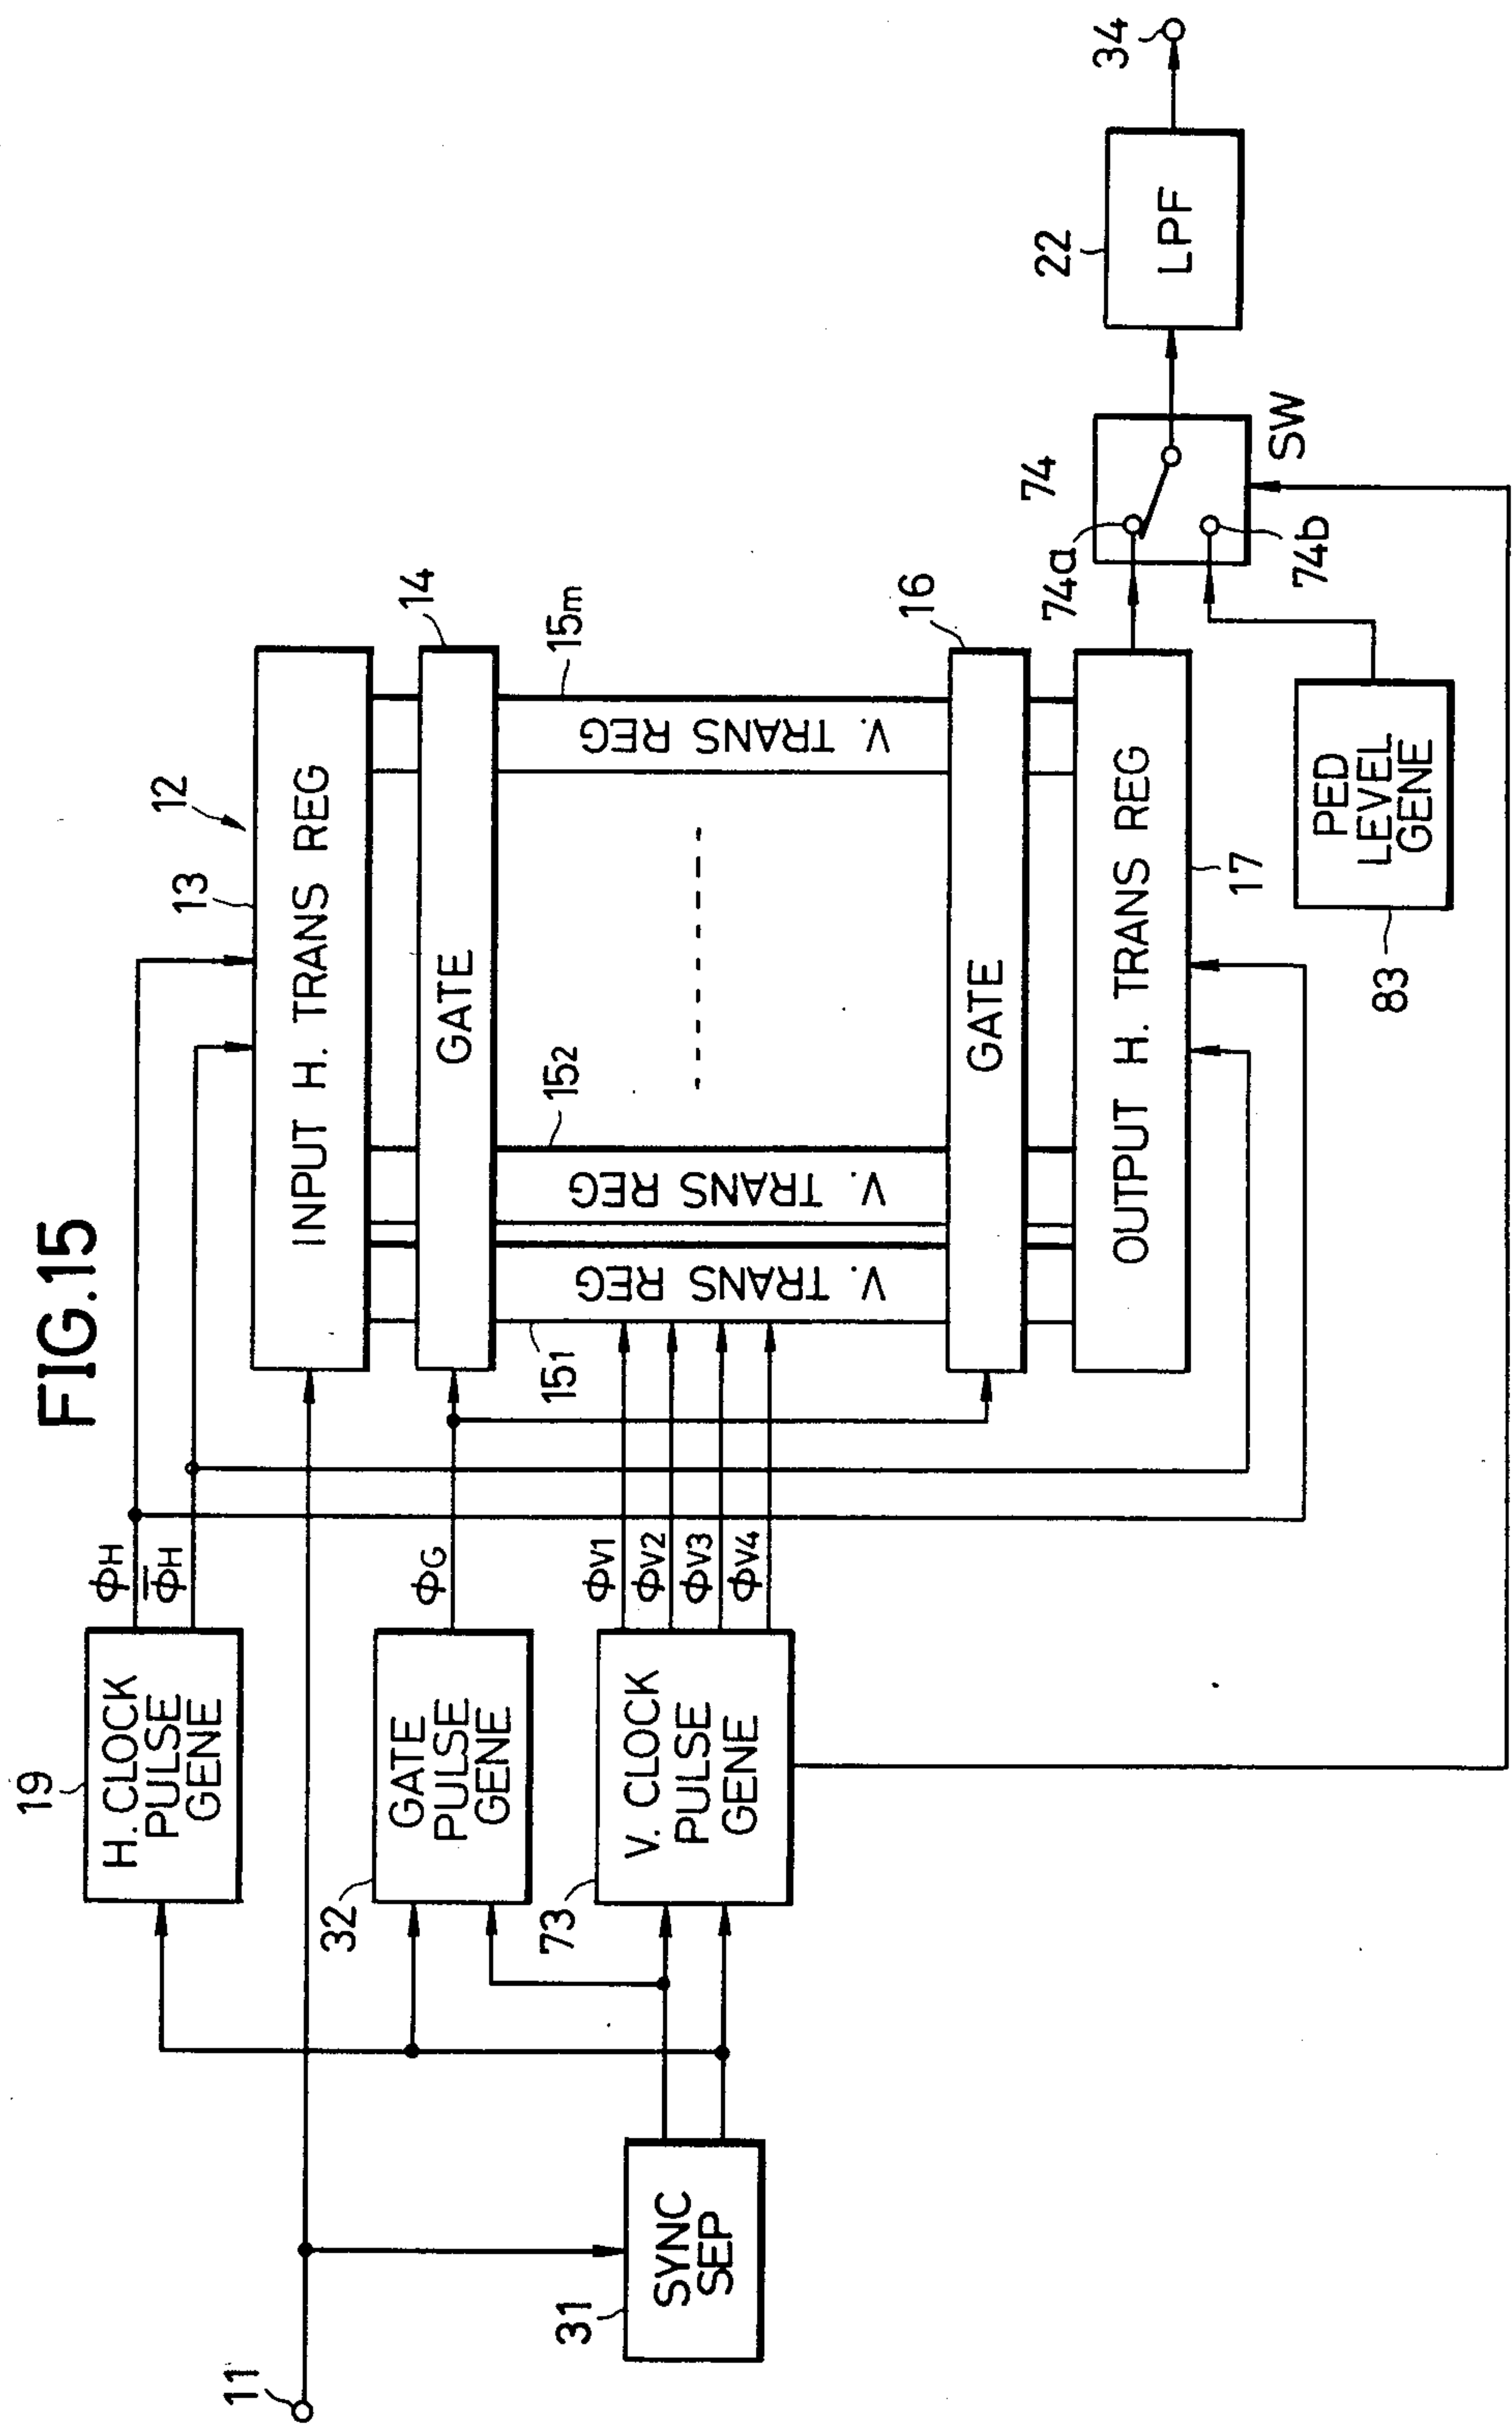 FIG.15
11
31
SYNC
SEP
19
H. CLOCK
PULSE
GENE
ΦH
Φ̅H
32
GATE
PULSE
GENE
ΦG
73
V. CLOCK
PULSE
GENE
ΦV1
ΦV2
ΦV3
ΦV4
12
13
INPUT H. TRANS REG
14
GATE
151
V. TRANS REG
152
V. TRANS REG
15m
V. TRANS REG
16
GATE
OUTPUT H. TRANS REG
17
83
PED
LEVEL
GENE
74a
74
74b
SW
22
LPF
34